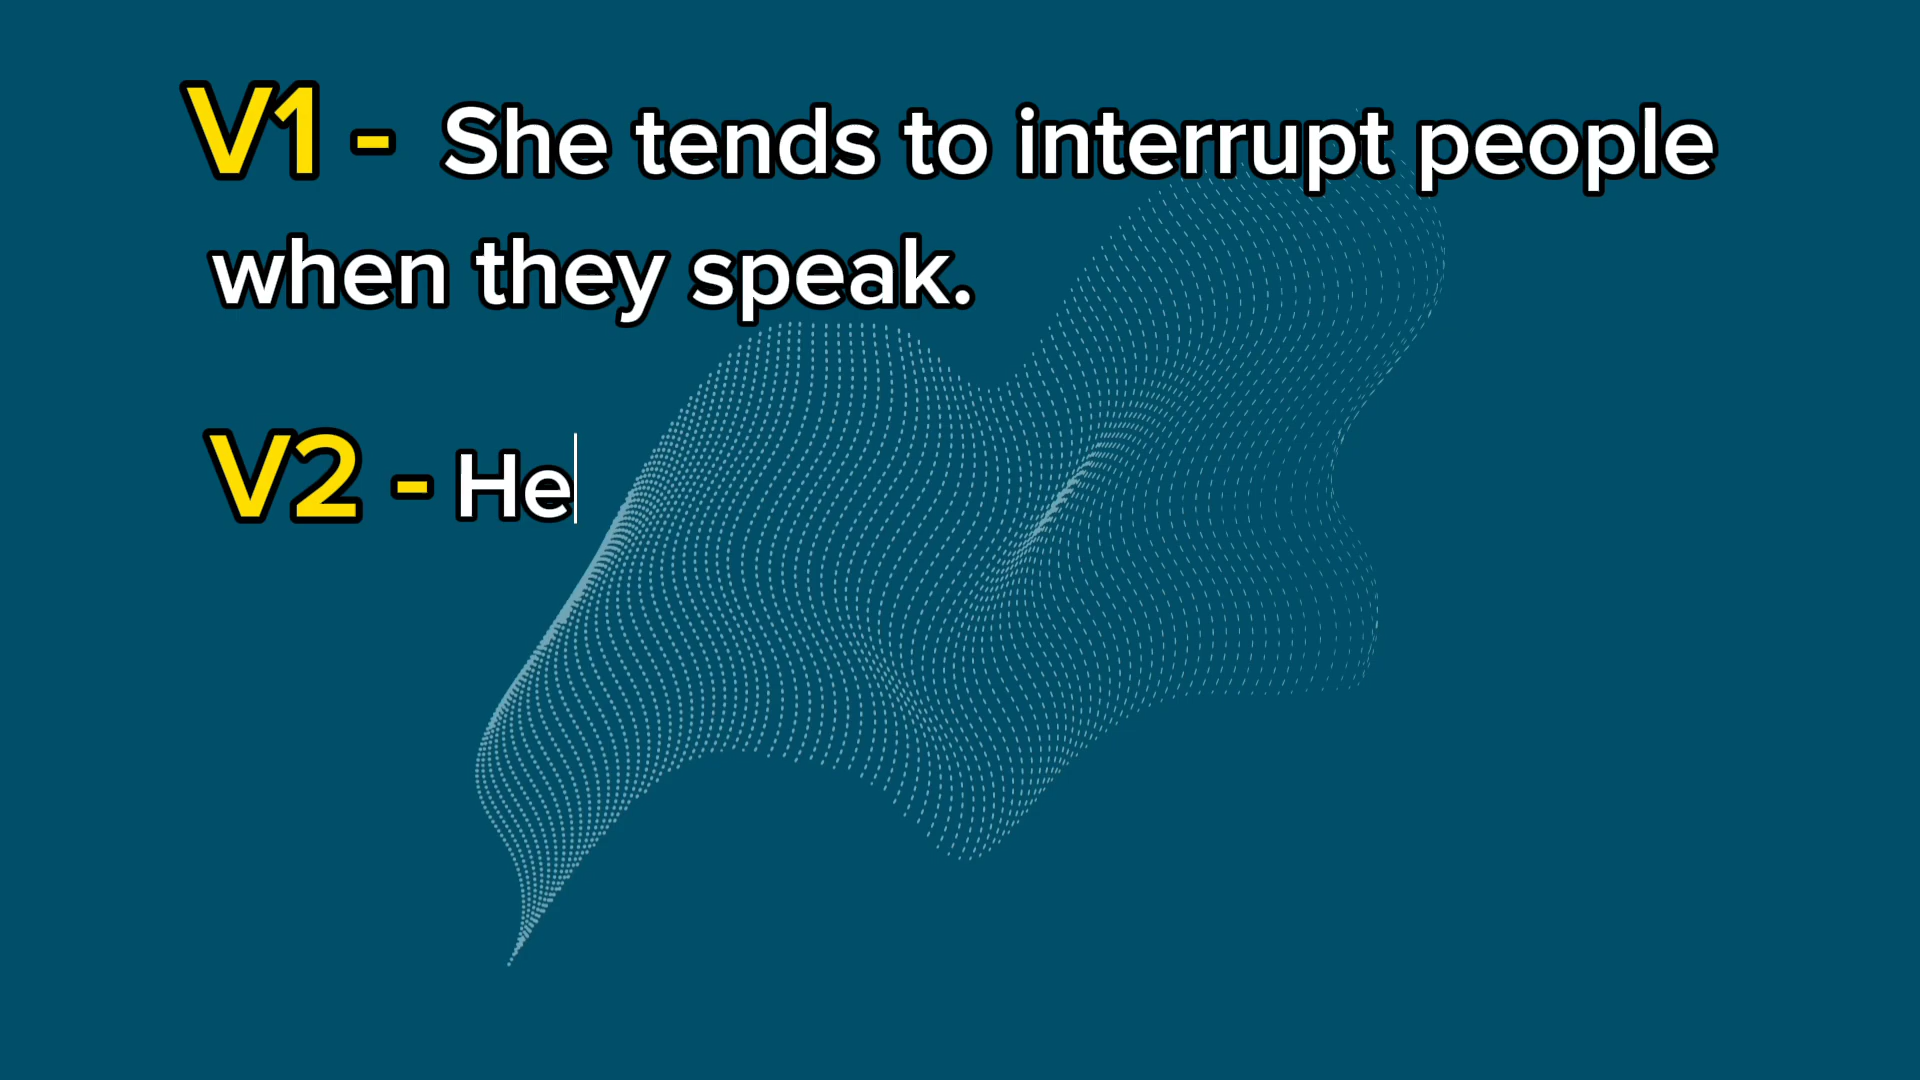 V1 - She tends to interrupt people
when they speak.
V2 - He